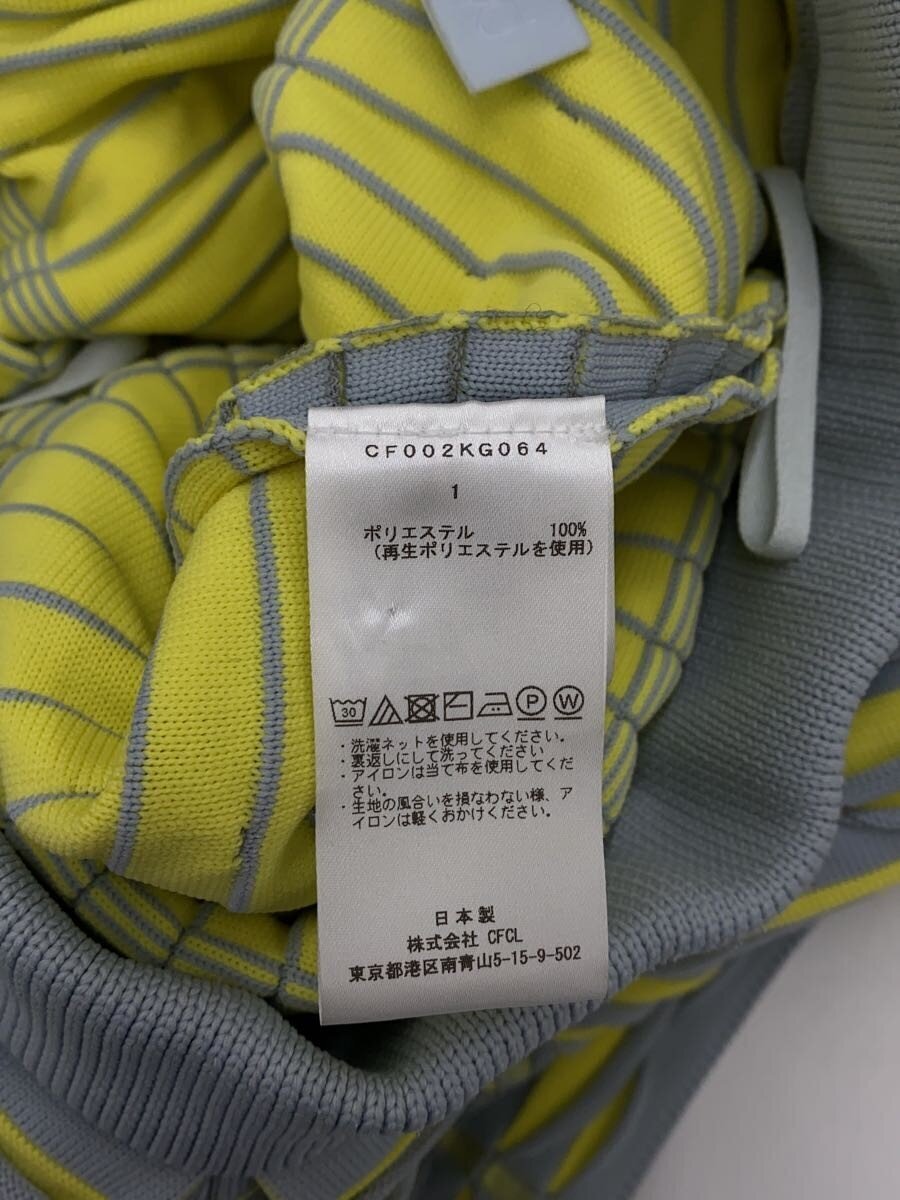 CF002KG064
1
ポリエステル 100%
(再生ポリエステルを使用)
30 P W
・洗濯ネットを使用してください。
・裏返しにして洗ってください
・アイロンは当て布を使用してくだ
さい。
・生地の風合いを損なわない様、ア
イロンは軽くおかけください。
日本製
株式会社 CFCL
東京都港区南青山5-15-9-502